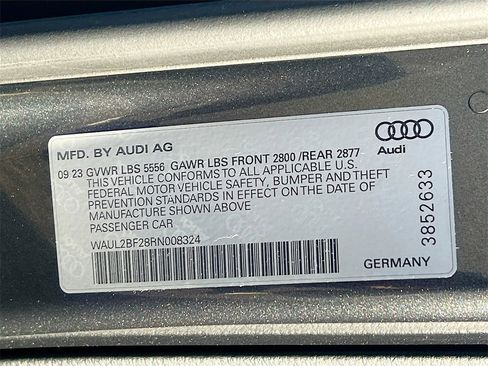 MFD. BY AUDI AG
09 23 GVWR LBS 5556 GAWR LBS FRONT 2800 /REAR 2877
THIS VEHICLE CONFORMS TO ALL APPLICABLE U.S.
FEDERAL MOTOR VEHICLE SAFETY, BUMPER AND THEFT
PREVENTION STANDARDS IN EFFECT ON THE DATE OF
MANUFACTURE SHOWN ABOVE
PASSENGER CAR
WAUL2BF28RN008324
Audi
3852633
GERMANY